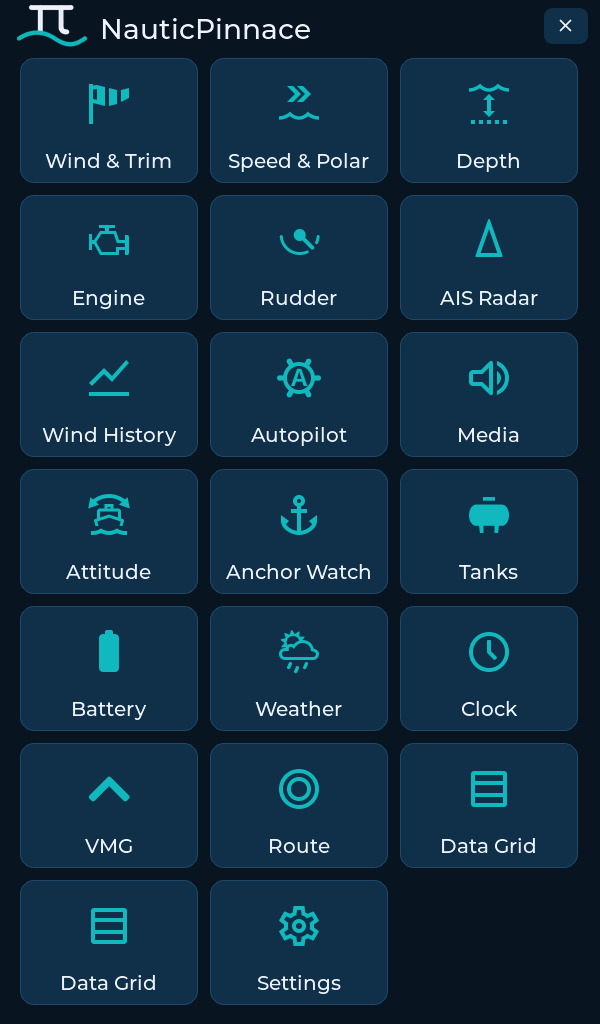 NauticPinnace
Wind & Trim
Speed & Polar
Depth
Engine
Rudder
AIS Radar
Wind History
Autopilot
Media
Attitude
Anchor Watch
Tanks
Battery
Weather
Clock
VMG
Route
Data Grid
Data Grid
Settings